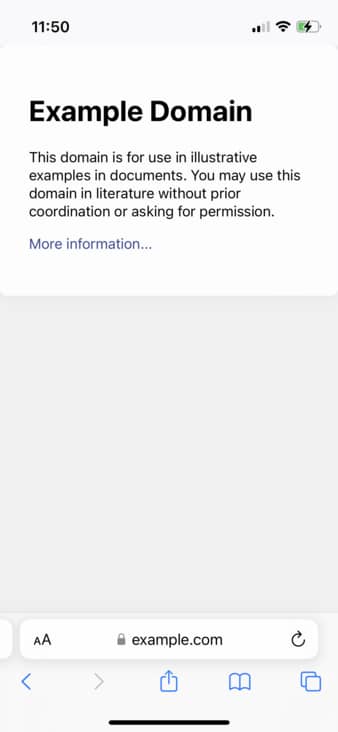 11:50
Example Domain
This domain is for use in illustrative
examples in documents. You may use this
domain in literature without prior
coordination or asking for permission.
More information...
AA
example.com